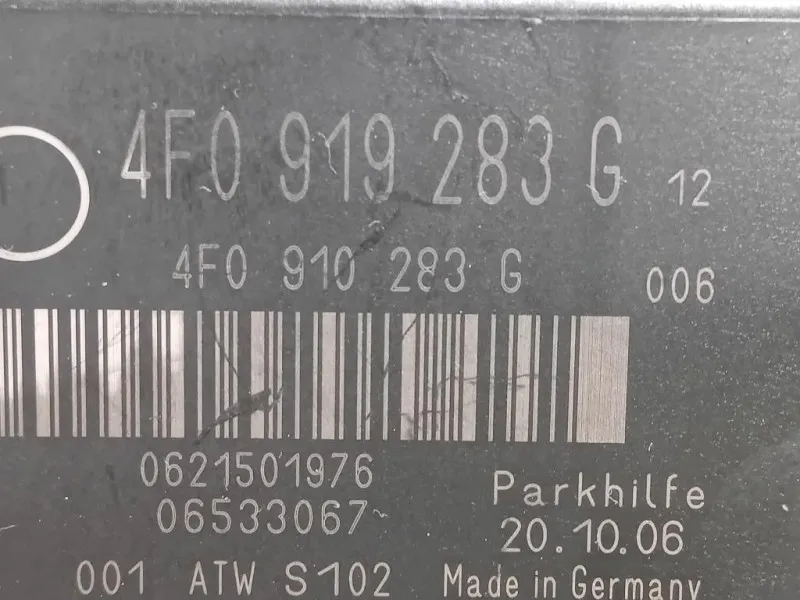 4F0 919 283 G 12
4F0 910 283 G 006
0621501976
06533067
Parkhilfe
20.10.06
001 ATW S102 Made in Germany